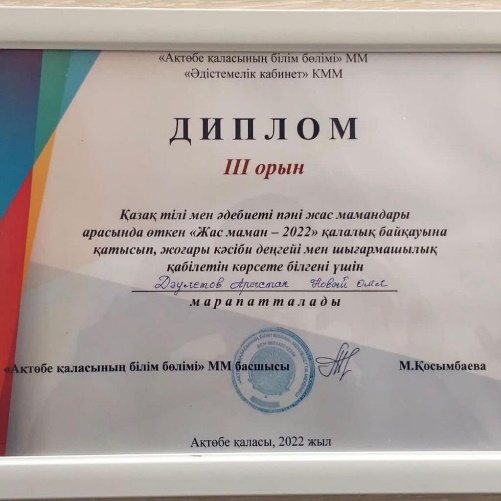 «Ақтөбе қаласының білім бөлімі» ММ
«Әдістемелік кабинет» КММ
ДИПЛОМ
III орын
Қазақ тілі мен әдебиеті пәні жас мамандары
арасында өткен «Жас маман – 2022» қалалық байқауына
қатысып, жоғары кәсіби деңгейі мен шығармашылық
қабілетін көрсете білгені үшін
Дәулетов Арыстан Новый
марапатталады
«Ақтөбе қаласының білім бөлімі» ММ басшысы М.Қосымбаева
Ақтөбе қаласы, 2022 жыл